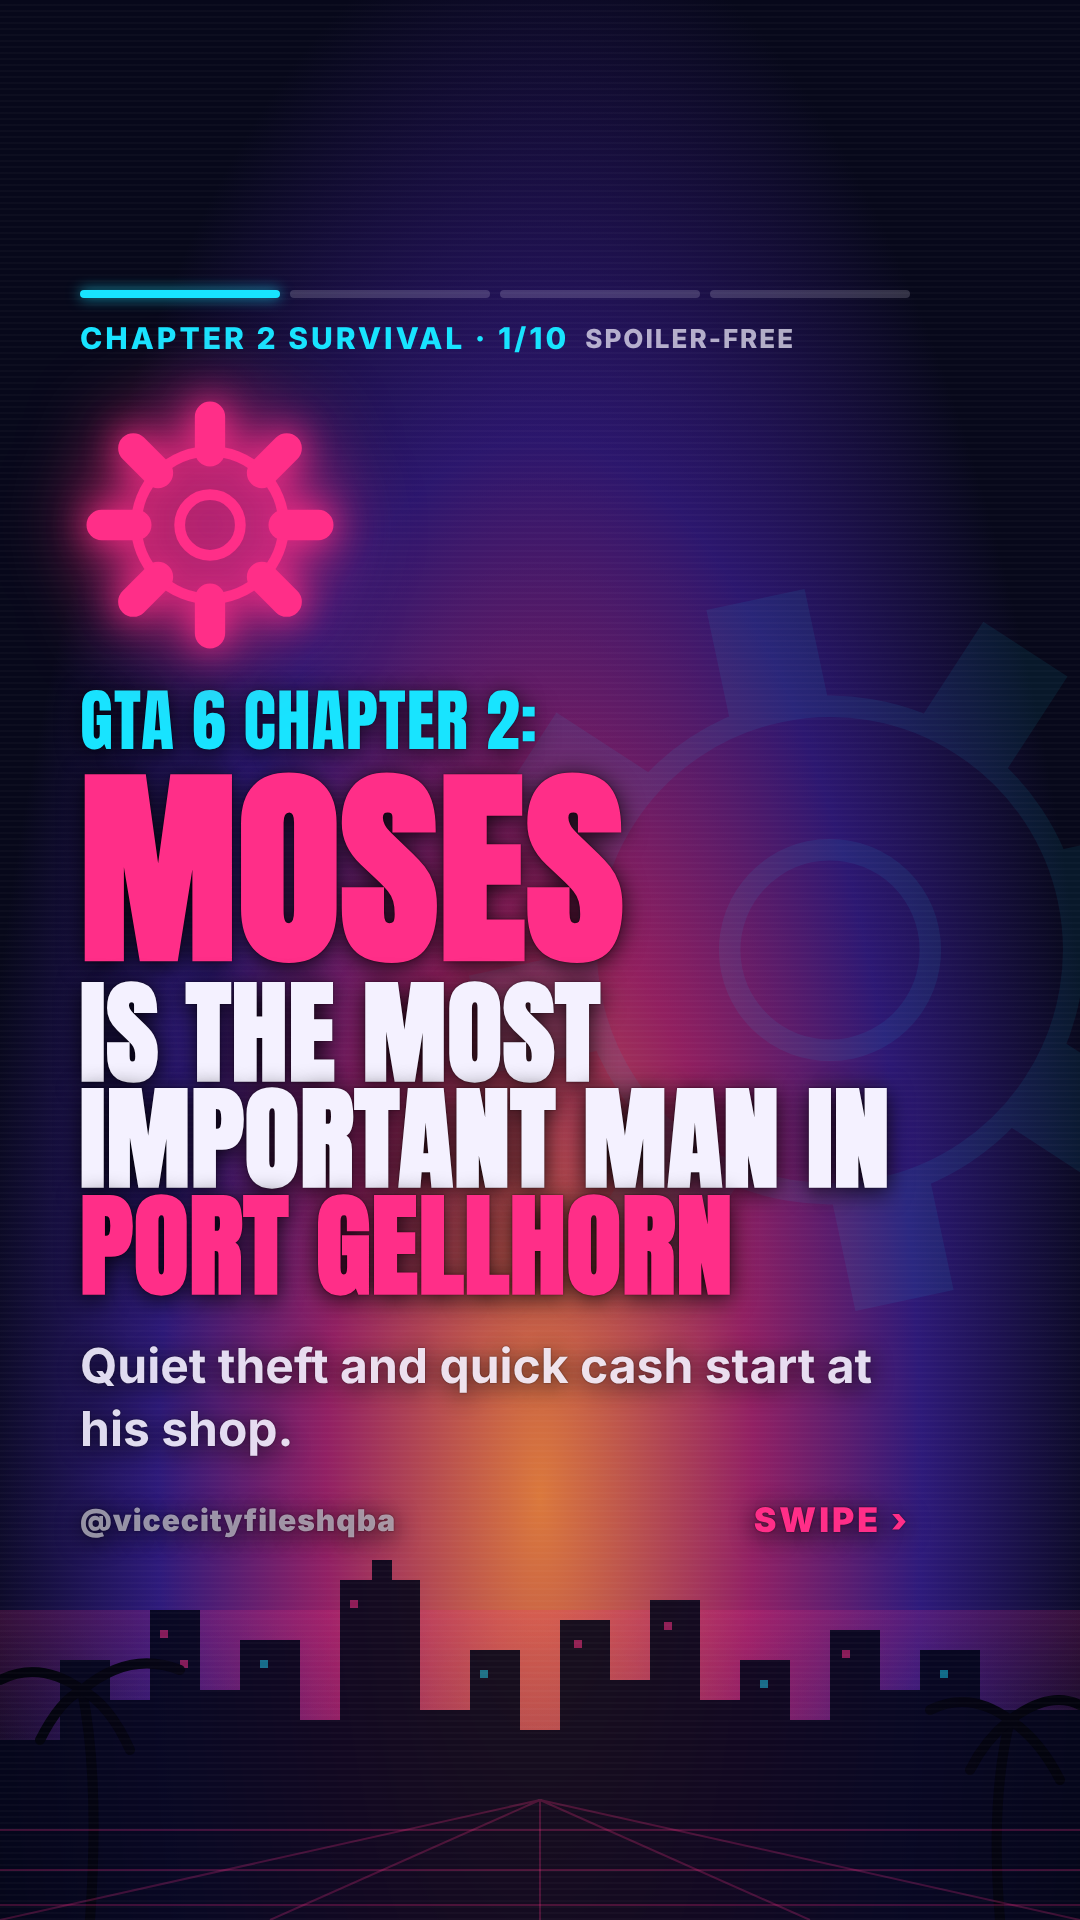 CHAPTER 2 SURVIVAL · 1/10 SPOILER-FREE
GTA 6 CHAPTER 2:
MOSES
IS THE MOST
IMPORTANT MAN IN
PORT GELLHORN
Quiet theft and quick cash start at
his shop.
@vicecityfileshqba
SWIPE ›